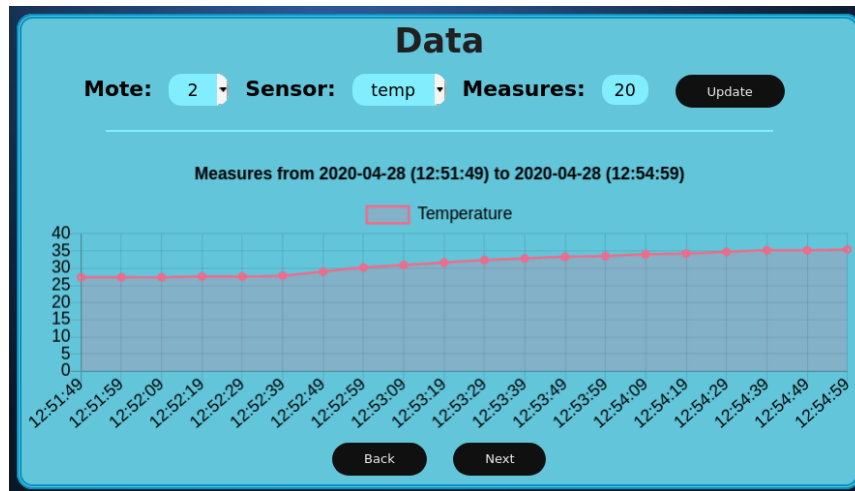 Data
Mote: 2 Sensor: temp Measures: 20 Update
Measures from 2020-04-28 (12:51:49) to 2020-04-28 (12:54:59)
Temperature
40
35
30
25
20
15
10
5
0
12:51:49 12:51:59 12:52:09 12:52:19 12:52:29 12:52:39 12:52:49 12:52:59 12:53:09 12:53:19 12:53:29 12:53:39 12:53:49 12:53:59 12:54:09 12:54:19 12:54:29 12:54:39 12:54:49 12:54:59
Back Next